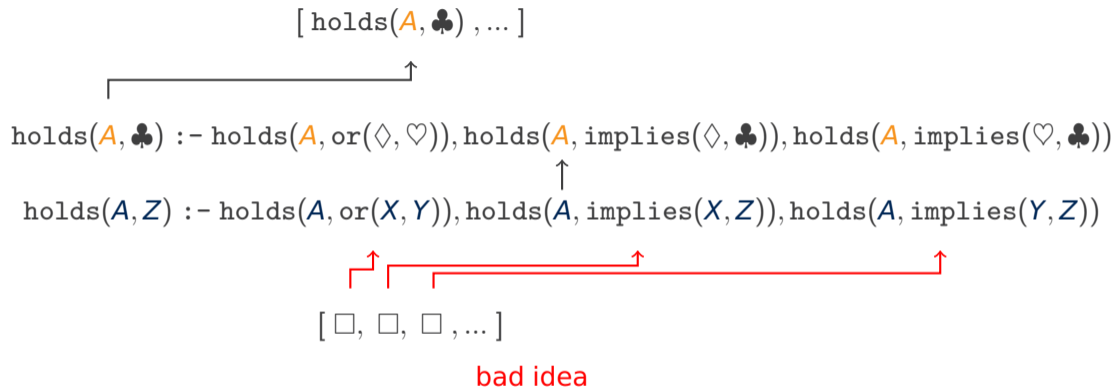 [ holds(A, ♣) , ... ]
holds(A, ♣) :- holds(A, or(♢, ♡)), holds(A, implies(♢, ♣)), holds(A, implies(♡, ♣))
holds(A, Z) :- holds(A, or(X, Y)), holds(A, implies(X, Z)), holds(A, implies(Y, Z))
[ □, □, □ , ... ]
bad idea